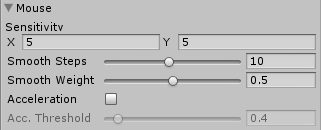 Mouse
Sensitivity
X 5 Y 5
Smooth Steps 10
Smooth Weight 0.5
Acceleration
Acc. Threshold 0.4